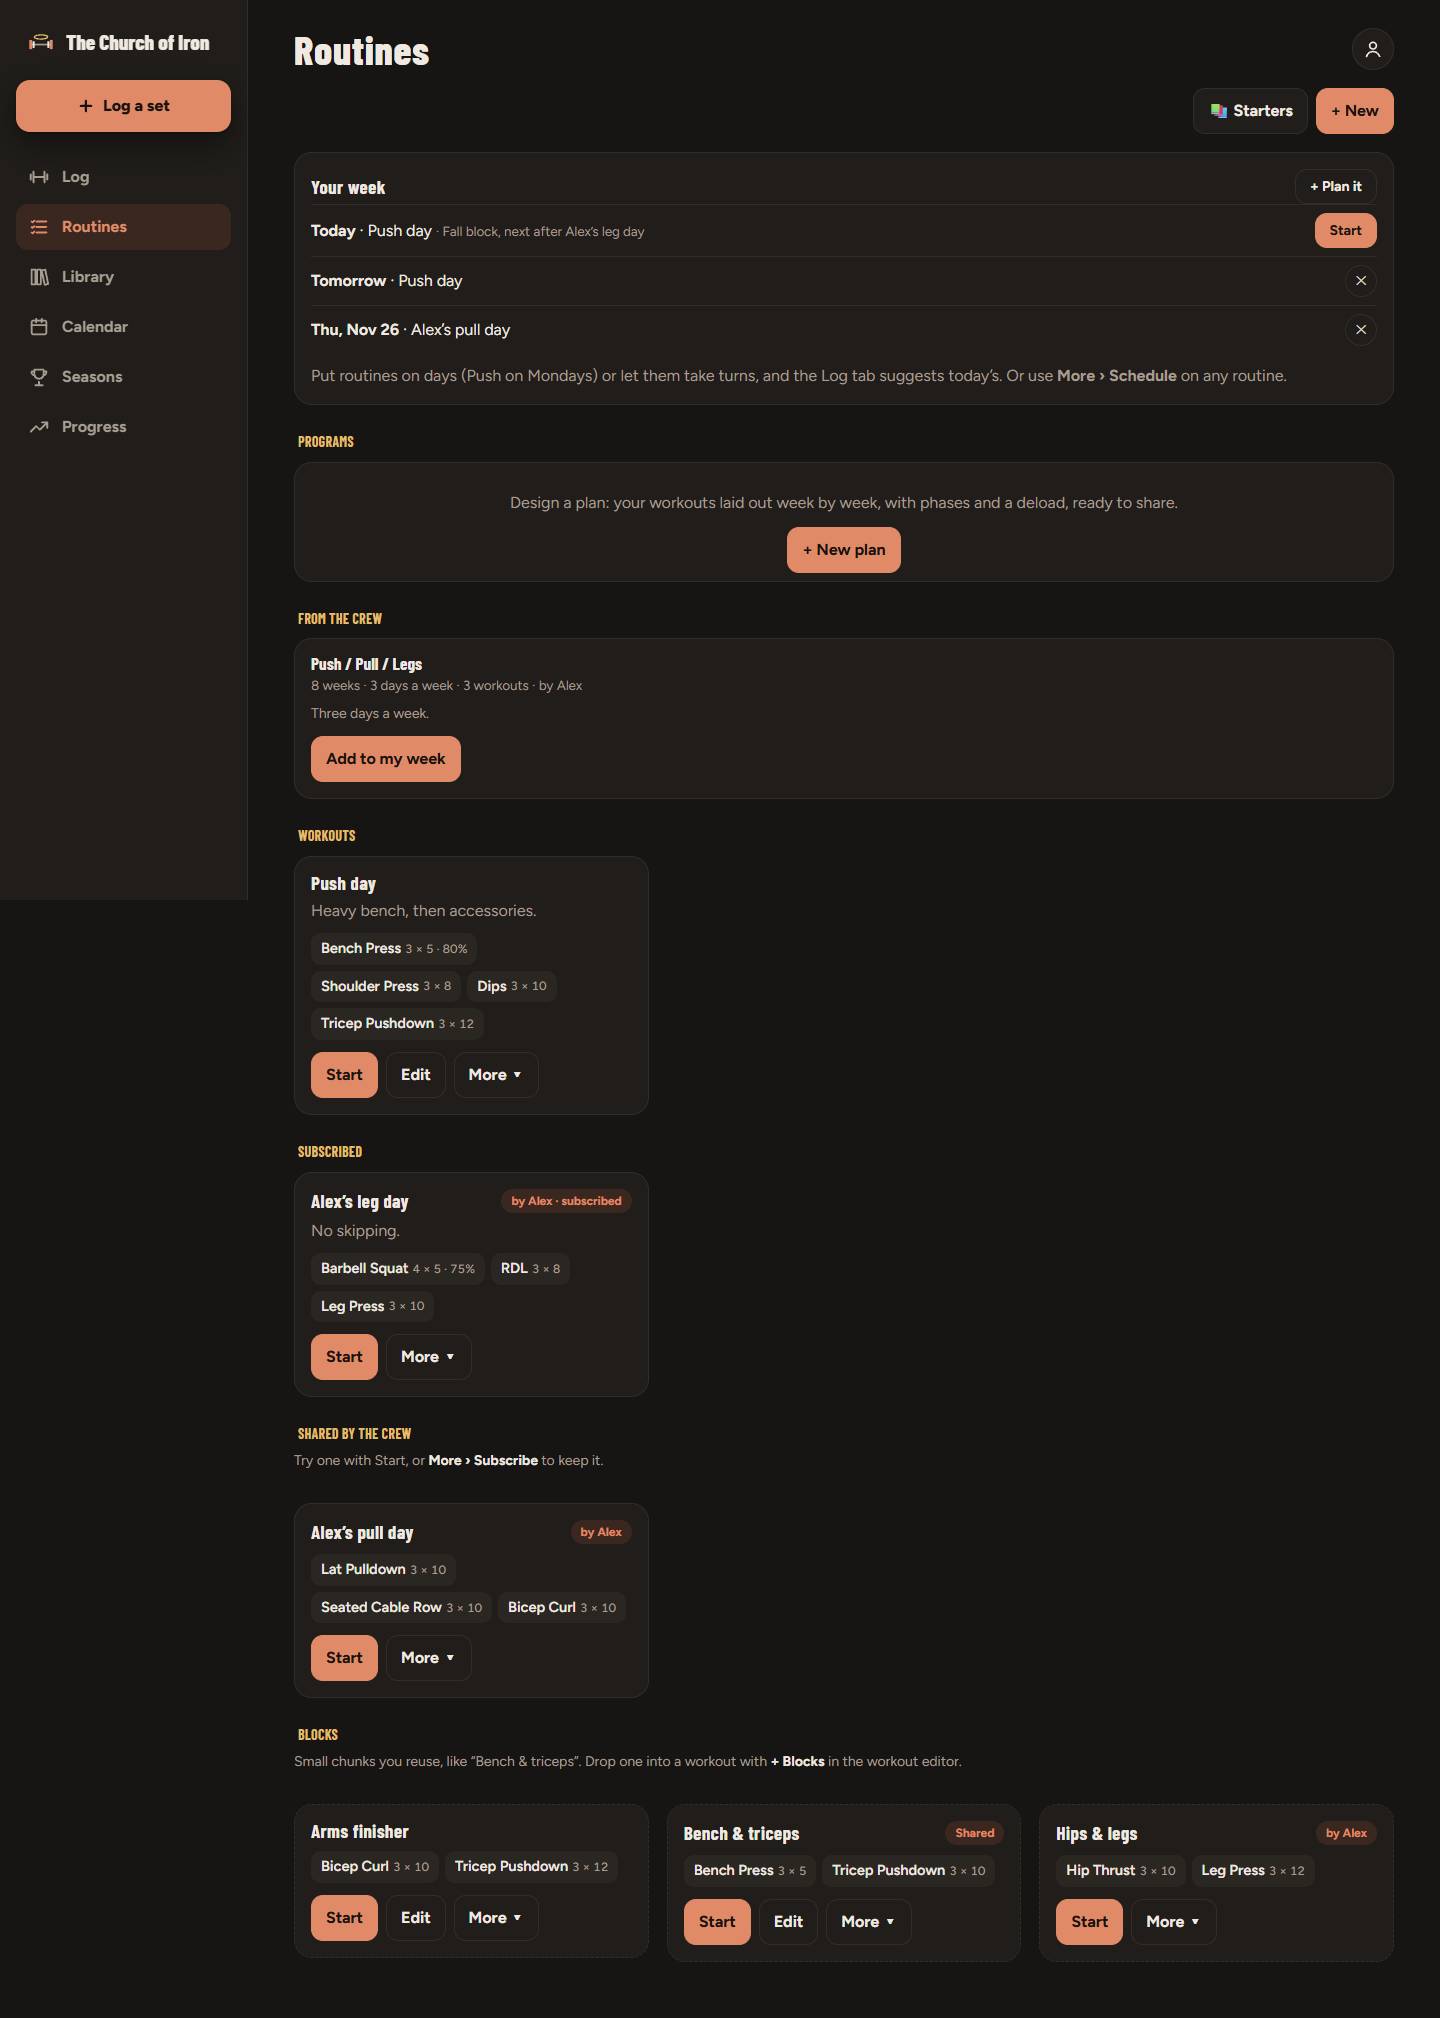 The Church of Iron
+ Log a set
Log
Routines
Library
Calendar
Seasons
Progress
Routines
Starters
+ New
Your week
+ Plan it
Today · Push day · Fall block, next after Alex’s leg day
Start
Tomorrow · Push day
Thu, Nov 26 · Alex’s pull day
Put routines on days (Push on Mondays) or let them take turns, and the Log tab suggests today’s. Or use More › Schedule on any routine.
PROGRAMS
Design a plan: your workouts laid out week by week, with phases and a deload, ready to share.
+ New plan
FROM THE CREW
Push / Pull / Legs
8 weeks · 3 days a week · 3 workouts · by Alex
Three days a week.
Add to my week
WORKOUTS
Push day
Heavy bench, then accessories.
Bench Press 3 × 5 · 80%
Shoulder Press 3 × 8 Dips 3 × 10
Tricep Pushdown 3 × 12
Start Edit More ▼
SUBSCRIBED
Alex’s leg day by Alex · subscribed
No skipping.
Barbell Squat 4 × 5 · 75% RDL 3 × 8
Leg Press 3 × 10
Start More ▼
SHARED BY THE CREW
Try one with Start, or More › Subscribe to keep it.
Alex’s pull day by Alex
Lat Pulldown 3 × 10
Seated Cable Row 3 × 10 Bicep Curl 3 × 10
Start More ▼
BLOCKS
Small chunks you reuse, like “Bench & triceps”. Drop one into a workout with + Blocks in the workout editor.
Arms finisher
Bicep Curl 3 × 10 Tricep Pushdown 3 × 12
Start Edit More ▼
Bench & triceps Shared
Bench Press 3 × 5 Tricep Pushdown 3 × 10
Start Edit More ▼
Hips & legs by Alex
Hip Thrust 3 × 10 Leg Press 3 × 12
Start More ▼